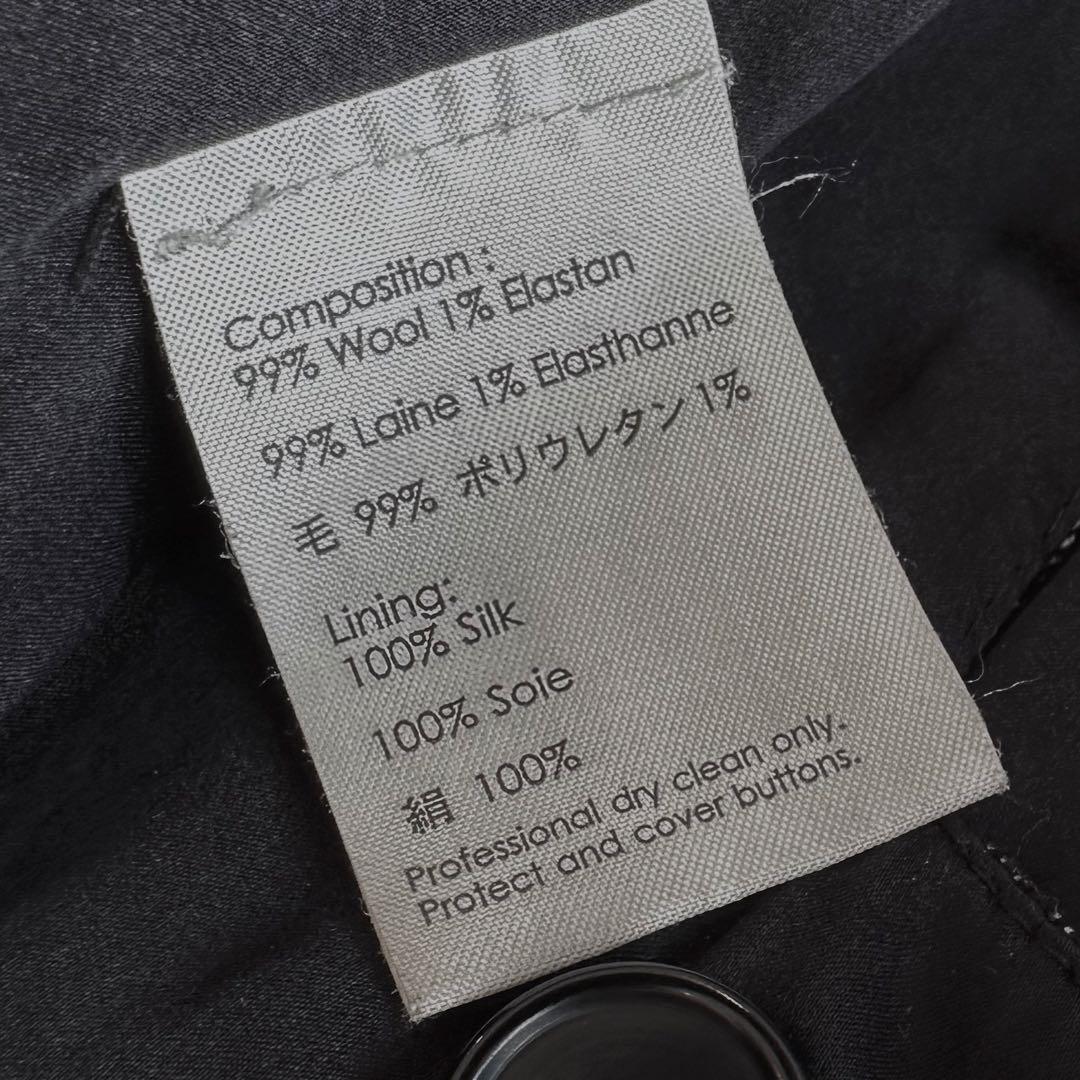 Composition :
99% Wool 1% Elastan
99% Laine 1% Elasthanne
毛 99% ポリウレタン 1%
Lining:
100% Silk
100% Soie
絹 100%
Professional dry clean only.
Protect and cover buttons.